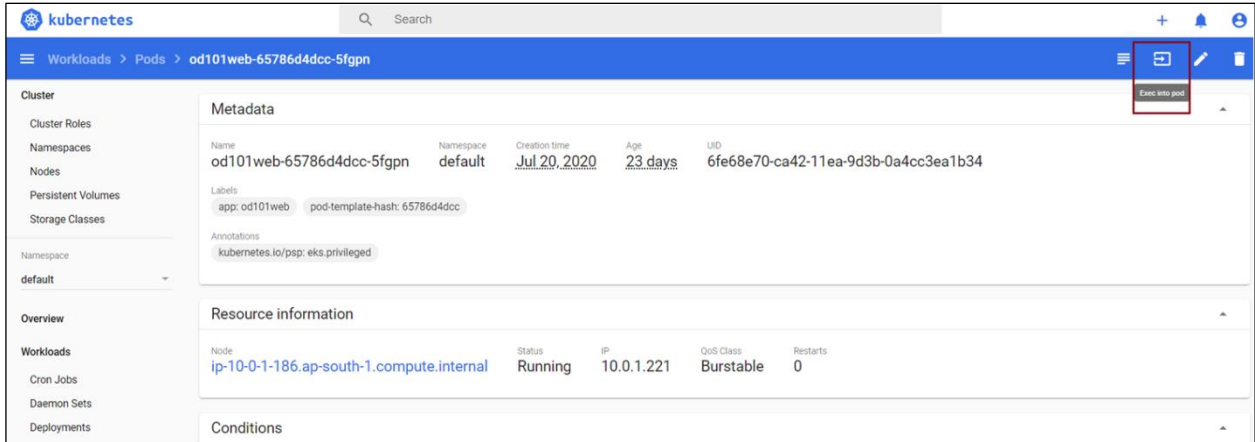 kubernetes
Search
Workloads > Pods > od101web-65786d4dcc-5fgpn
Exec into pod
Cluster
Cluster Roles
Namespaces
Nodes
Persistent Volumes
Storage Classes
Namespace
default
Overview
Workloads
Cron Jobs
Daemon Sets
Deployments
Metadata
Name Namespace Creation time Age UID
od101web-65786d4dcc-5fgpn default Jul 20, 2020 23 days 6fe68e70-ca42-11ea-9d3b-0a4cc3ea1b34
Labels
app: od101web pod-template-hash: 65786d4dcc
Annotations
kubernetes.io/psp: eks.privileged
Resource information
Node Status IP QoS Class Restarts
ip-10-0-1-186.ap-south-1.compute.internal Running 10.0.1.221 Burstable 0
Conditions